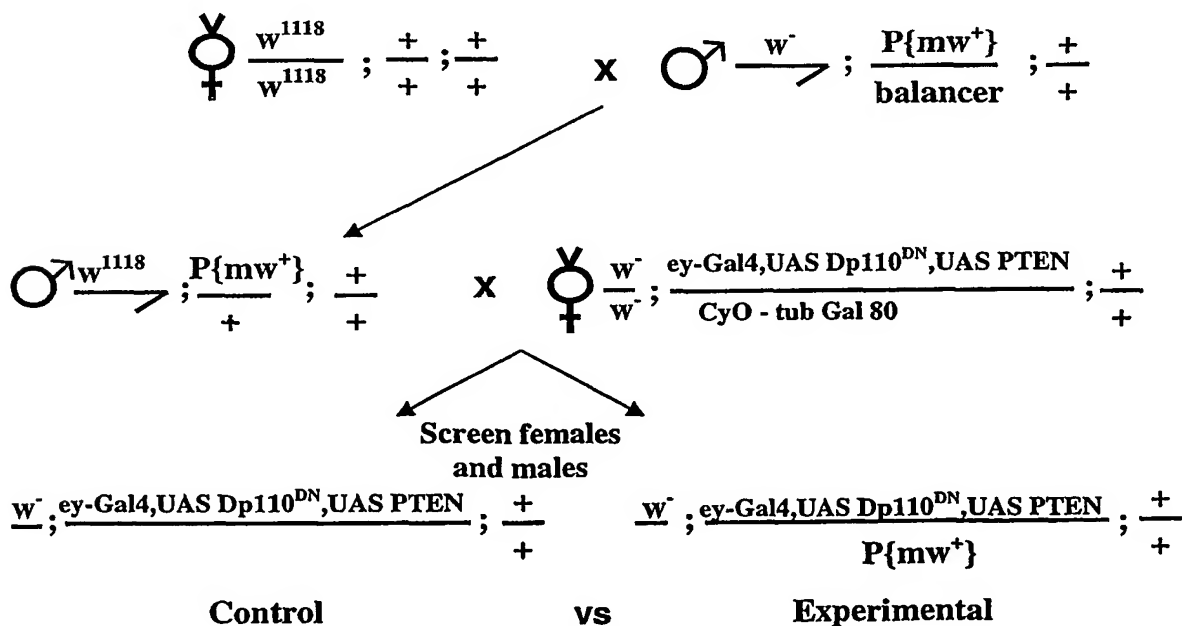 w1118 / w1118 ; + / + ; + / + x w- ; P{mw+} / balancer ; + / +
w1118 ; P{mw+} / + ; + / + x w- / w- ; ey-Gal4,UAS Dp110DN,UAS PTEN / CyO - tub Gal 80 ; + / +
Screen females
and males
w- ; ey-Gal4,UAS Dp110DN,UAS PTEN ; + / + w- ; ey-Gal4,UAS Dp110DN,UAS PTEN / P{mw+} ; + / +
Control vs Experimental